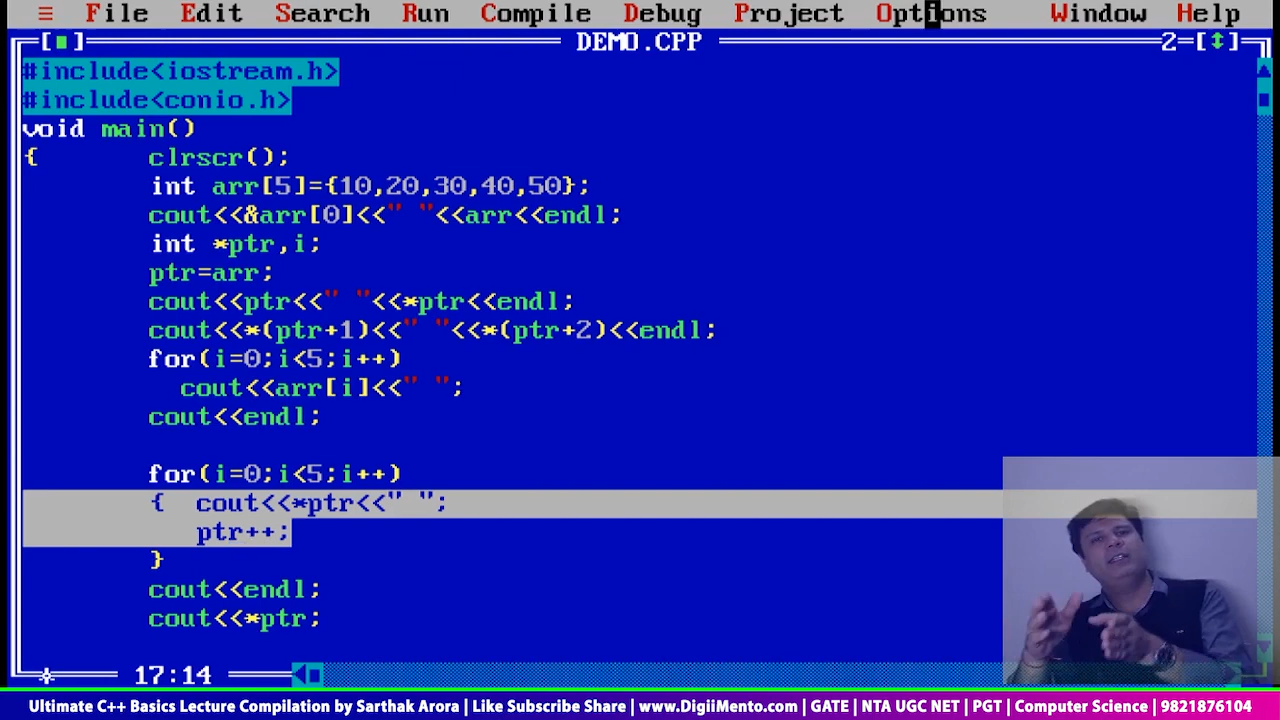 ≡ File Edit Search Run Compile Debug Project Options Window Help
[■] DEMO.CPP 2=[↕]
#include<iostream.h>
#include<conio.h>
void main()
{ clrscr();
int arr[5]={10,20,30,40,50};
cout<<&arr[0]<<" "<<arr<<endl;
int *ptr,i;
ptr=arr;
cout<<ptr<<" "<<*ptr<<endl;
cout<<*(ptr+1)<<" "<<*(ptr+2)<<endl;
for(i=0;i<5;i++)
cout<<arr[i]<<" ";
cout<<endl;
for(i=0;i<5;i++)
{ cout<<*ptr<<" ";
ptr++;
}
cout<<endl;
cout<<*ptr;
17:14
Ultimate C++ Basics Lecture Compilation by Sarthak Arora | Like Subscribe Share | www.DigiiMento.com | GATE | NTA UGC NET | PGT | Computer Science | 9821876104